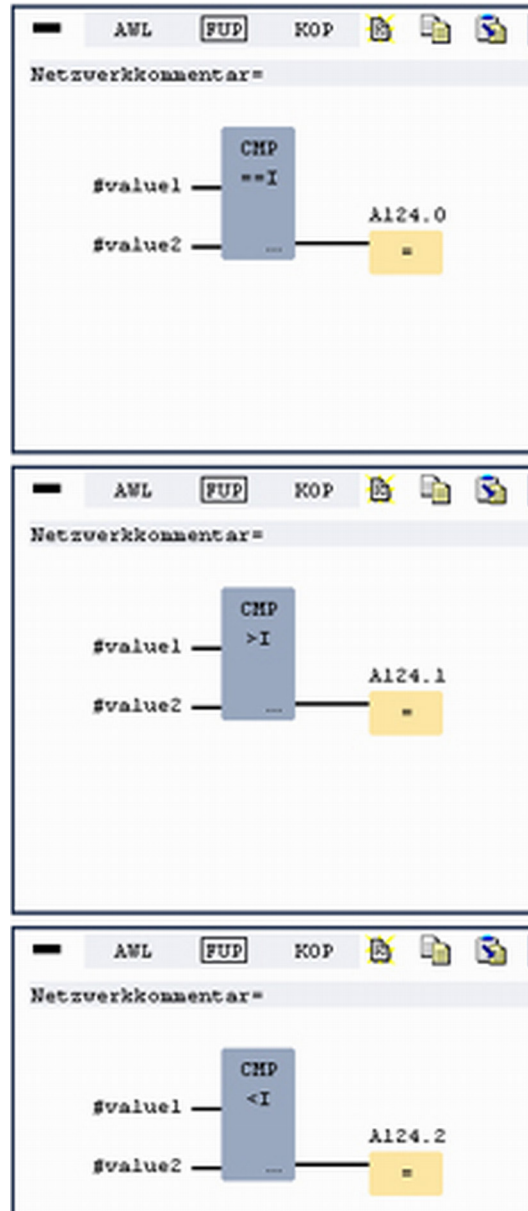 AWL FUP KOP
Netzwerkkommentar=
CMP
==I
#value1
A124.0
#value2 ... =
AWL FUP KOP
Netzwerkkommentar=
CMP
>I
#value1
A124.1
#value2 ... =
AWL FUP KOP
Netzwerkkommentar=
CMP
<I
#value1
A124.2
#value2 ... =